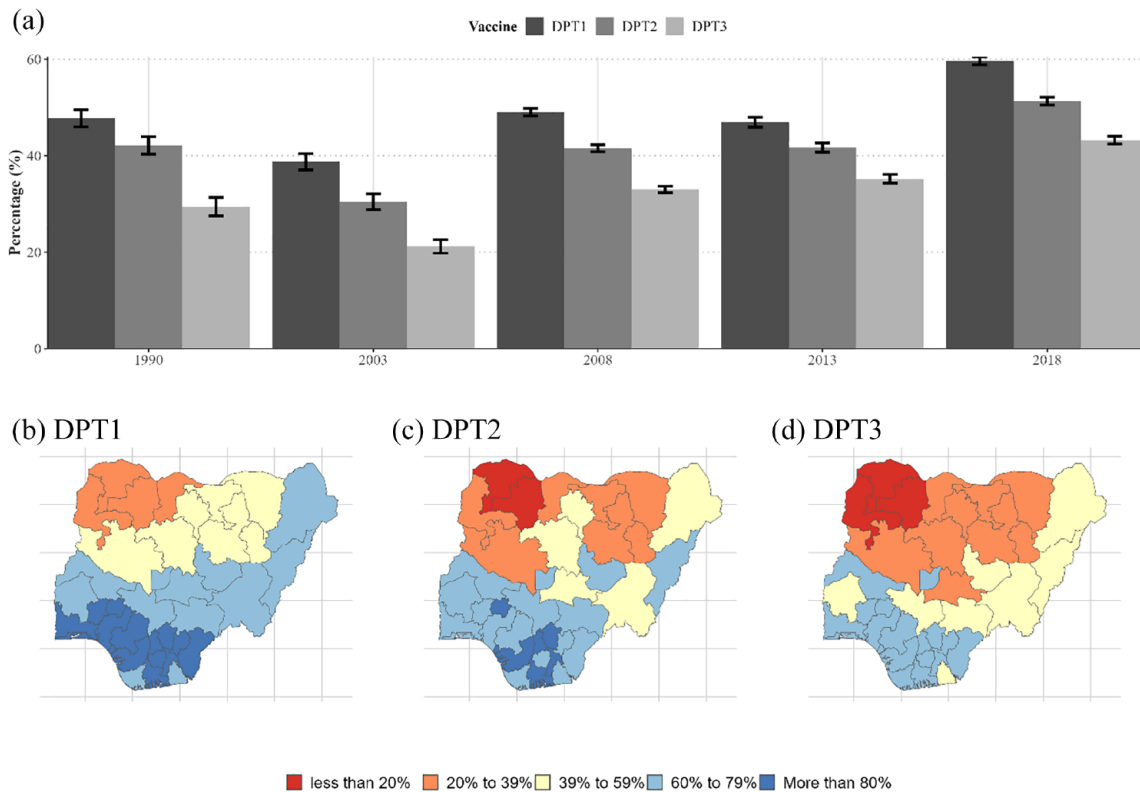 (a)
Vaccine DPT1 DPT2 DPT3
Percentage (%)
60
40
20
0
1990 2003 2008 2013 2018
(b) DPT1 (c) DPT2 (d) DPT3
less than 20% 20% to 39% 39% to 59% 60% to 79% More than 80%